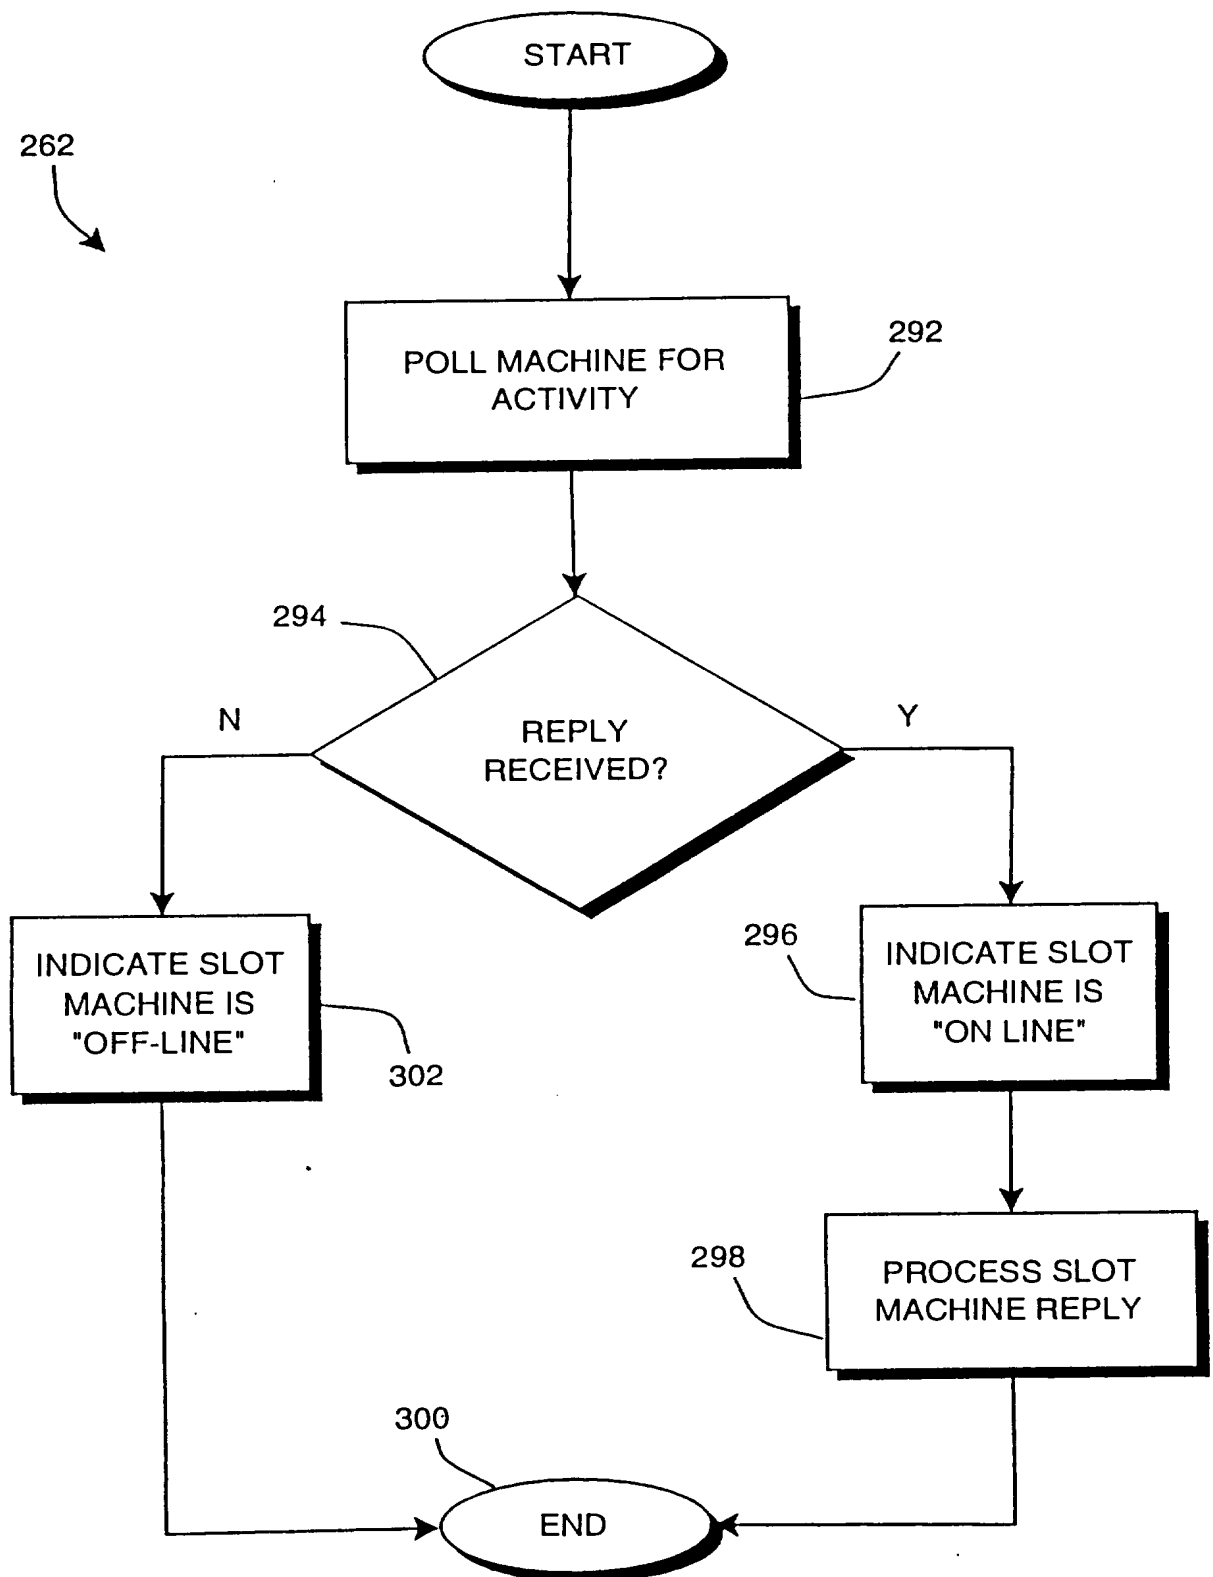 START
262
POLL MACHINE FOR
ACTIVITY
292
294
N
REPLY
RECEIVED?
Y
INDICATE SLOT
MACHINE IS
"OFF-LINE"
302
296
INDICATE SLOT
MACHINE IS
"ON LINE"
298
PROCESS SLOT
MACHINE REPLY
300
END